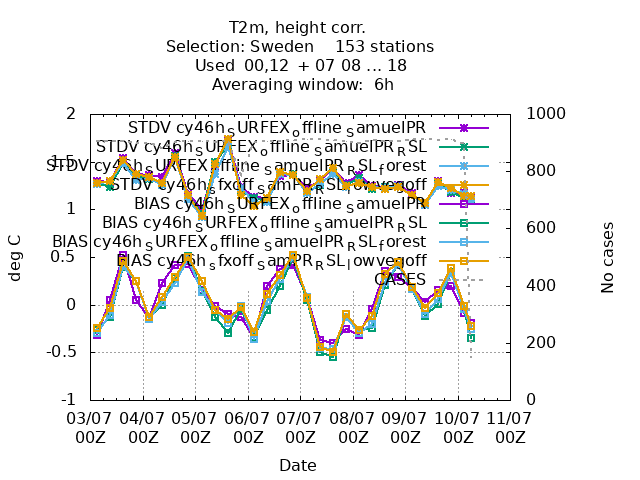 T2m, height corr.
Selection: Sweden    153 stations
Used  00,12  + 07 08 ... 18
Averaging window:  6h
2
1.5
1
0.5
0
-0.5
-1
deg C
STDV cy46h_SURFEX_offline_samuelPR
STDV cy46h_SURFEX_offline_samuelPR_RSL
STDV cy46h_SURFEX_offline_samuelPR_RSL_forest
STDV cy46h_sfxoff_samPR_RSL_lowvegoff
BIAS cy46h_SURFEX_offline_samuelPR
BIAS cy46h_SURFEX_offline_samuelPR_RSL
BIAS cy46h_SURFEX_offline_samuelPR_RSL_forest
BIAS cy46h_sfxoff_samPR_RSL_lowvegoff
CASES
1000
800
600
400
200
0
No cases
03/07 04/07 05/07 06/07 07/07 08/07 09/07 10/07 11/07
00Z 00Z 00Z 00Z 00Z 00Z 00Z 00Z 00Z
Date